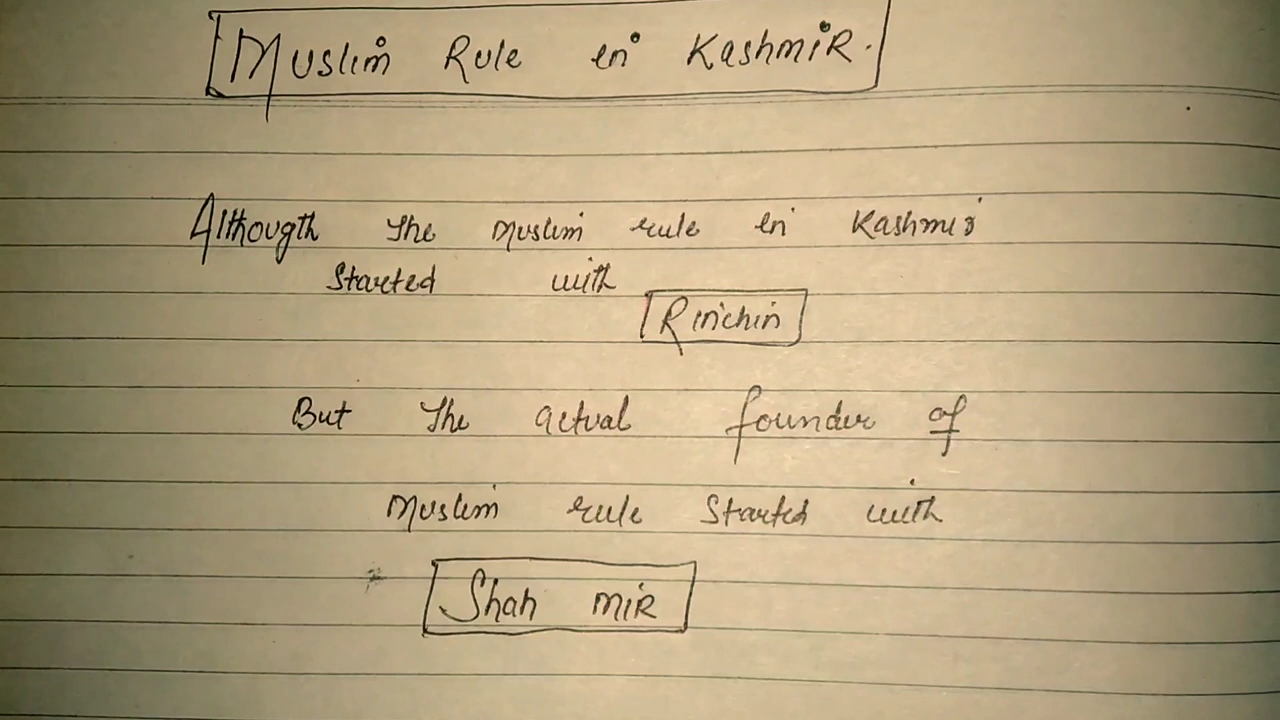 Muslim Rule in Kashmir.
Althougth the Muslim rule in Kashmir
Started with
Rinchin
But the actual founder of
Muslim rule Started with
Shah MIR